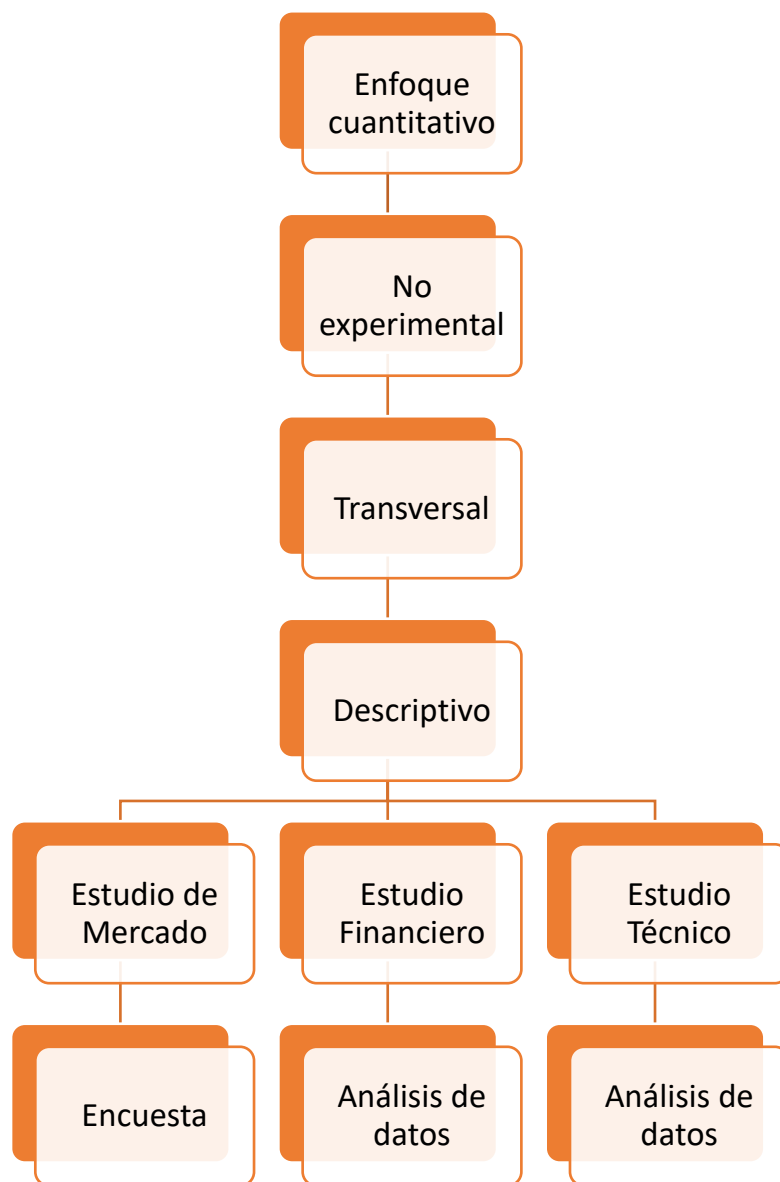 Enfoque
cuantitativo
No
experimental
Transversal
Descriptivo
Estudio de
Mercado
Estudio
Financiero
Estudio
Técnico
Encuesta
Análisis de
datos
Análisis de
datos